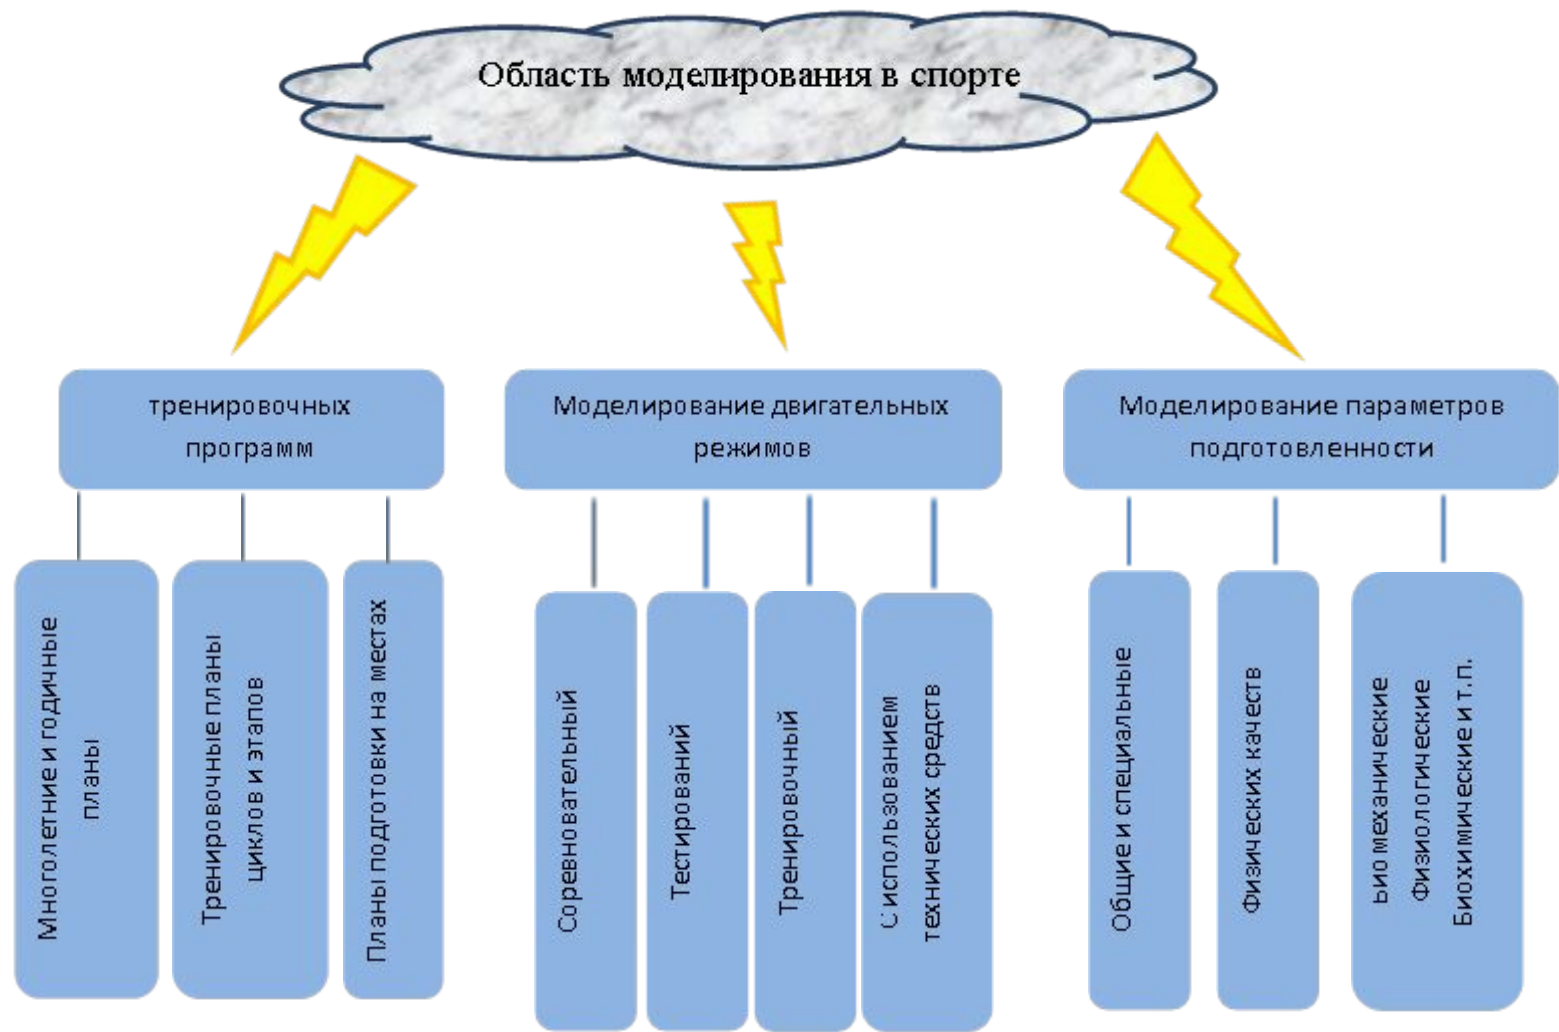 Область моделирования в спорте
тренировочных
программ
Моделирование двигательных
режимов
Моделирование параметров
подготовленности
Многолетние и годичные
планы
Тренировочные планы
циклов и этапов
Планы подготовки на местах
Соревновательный
Тестирований
Тренировочный
С использованием
технических средств
Общие и специальные
Физических качеств
Био механические
Физиологические
Биохимические и т.п.